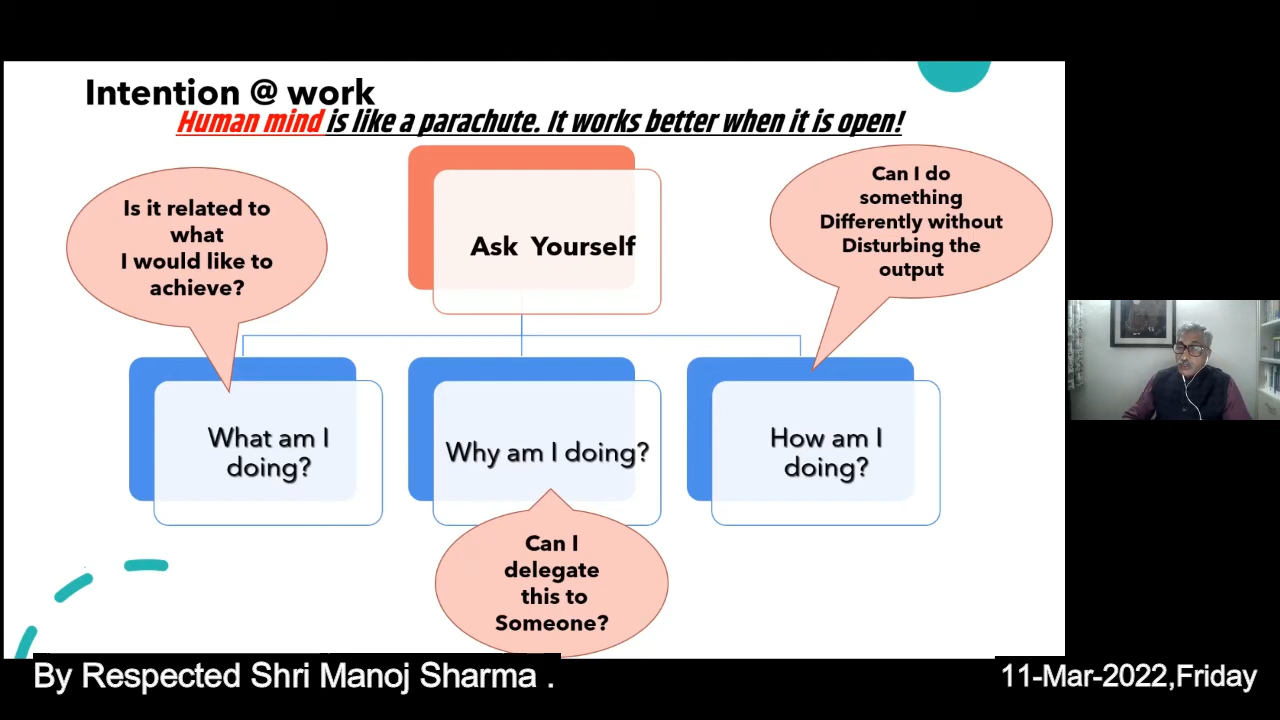 Intention @ work
Human mind is like a parachute. It works better when it is open!
Is it related to
what
I would like to
achieve?
Ask Yourself
Can I do
something
Differently without
Disturbing the
output
What am I
doing?
Why am I doing?
How am I
doing?
Can I
delegate
this to
Someone?
By Respected Shri Manoj Sharma .
11-Mar-2022,Friday